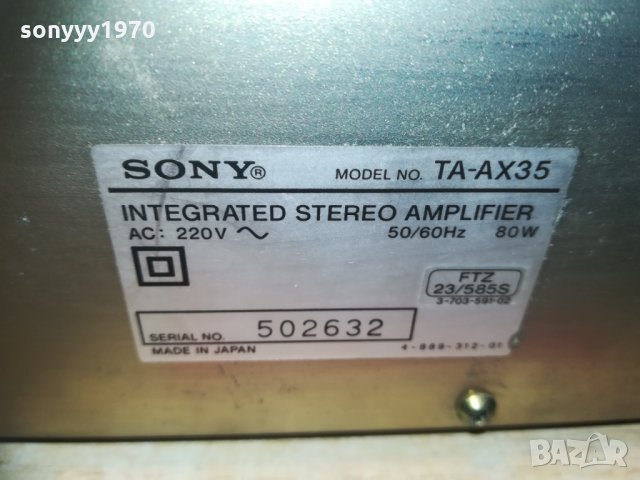 sonyyy1970
SONY® MODEL NO. TA-AX35
INTEGRATED STEREO AMPLIFIER
AC: 220V ~ 50/60Hz 80W
FTZ
23/585S
3-703-591-02
SERIAL NO. 502632
MADE IN JAPAN 4-889-312-01
BAZAR